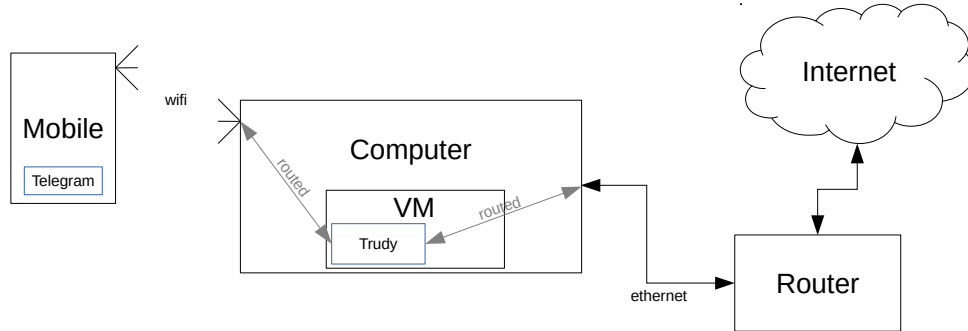 Internet
wifi
Mobile
Computer
Telegram
routed
VM
routed
Trudy
Router
ethernet